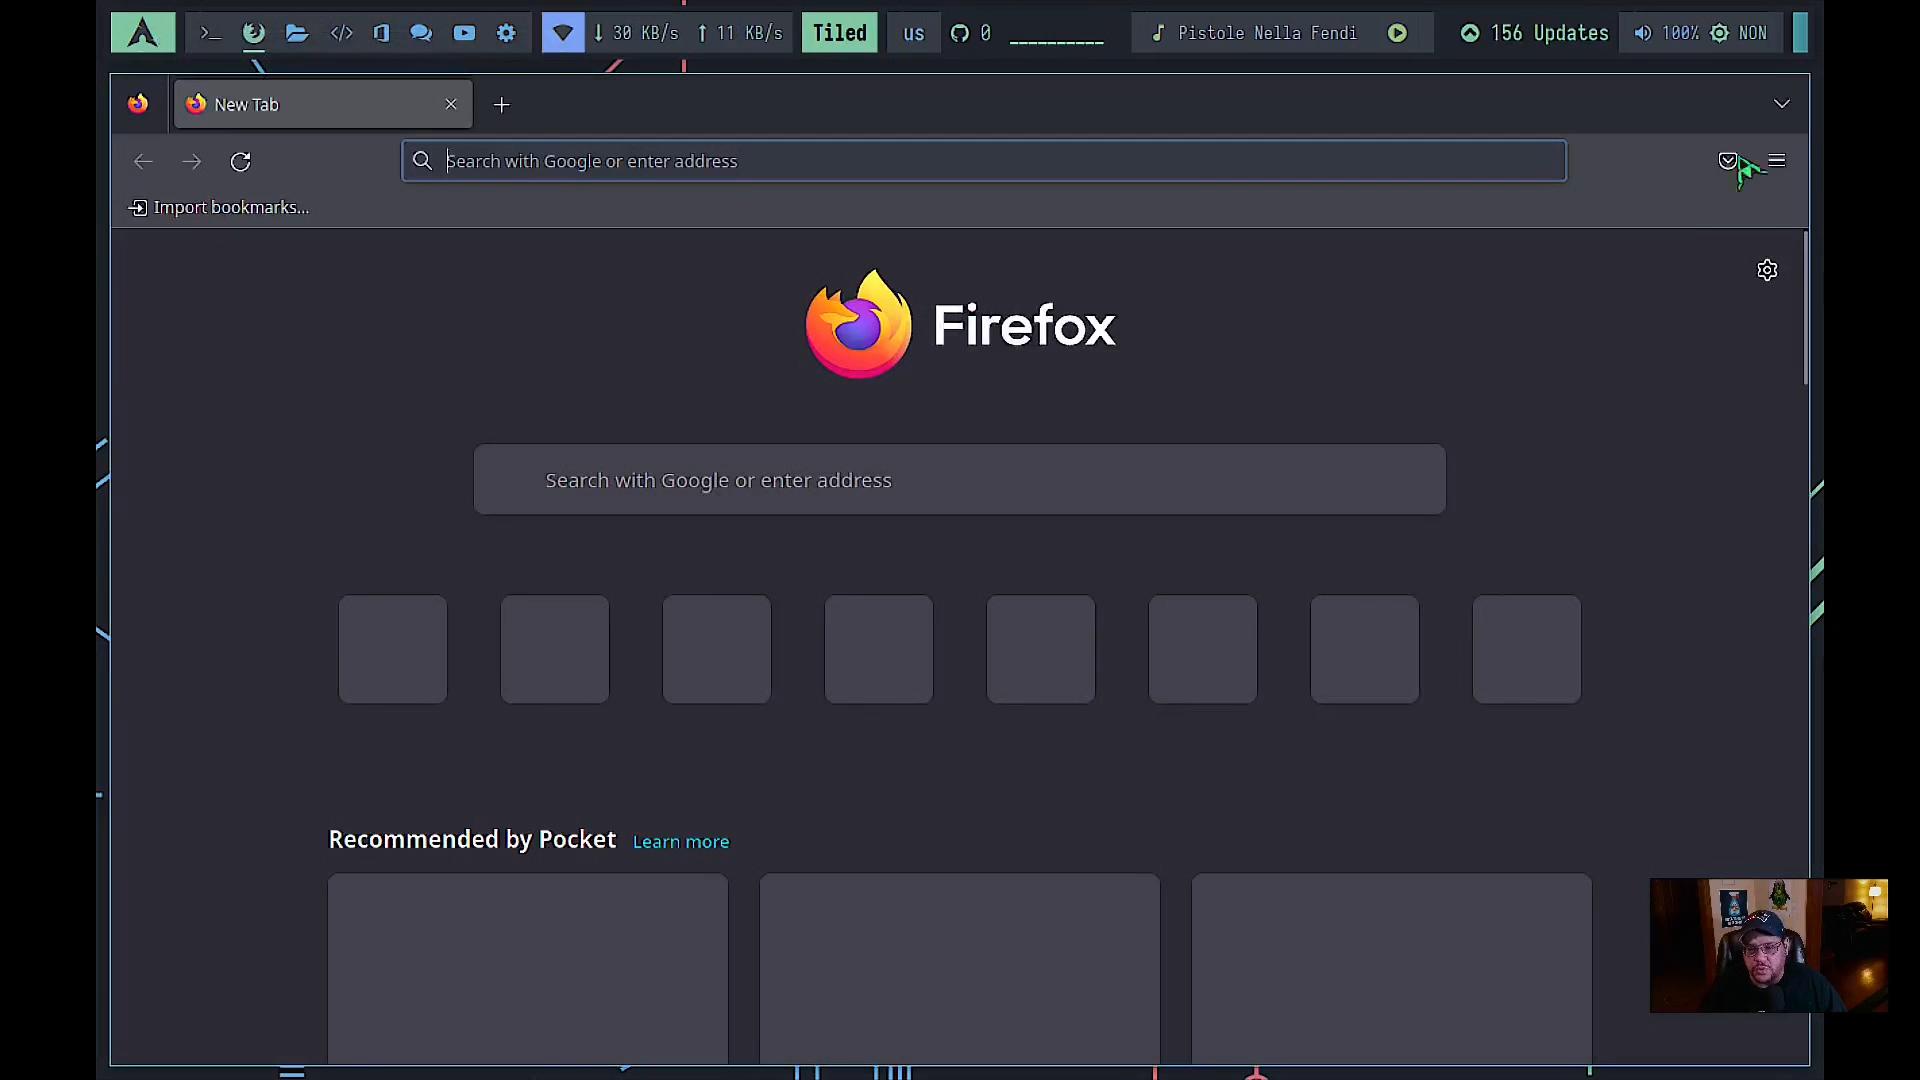 30 KB/s 11 KB/s Tiled us 0 __________ Pistole Nella Fendi 156 Updates 100% NON
New Tab
Search with Google or enter address
Import bookmarks...
Firefox
Search with Google or enter address
Recommended by Pocket Learn more